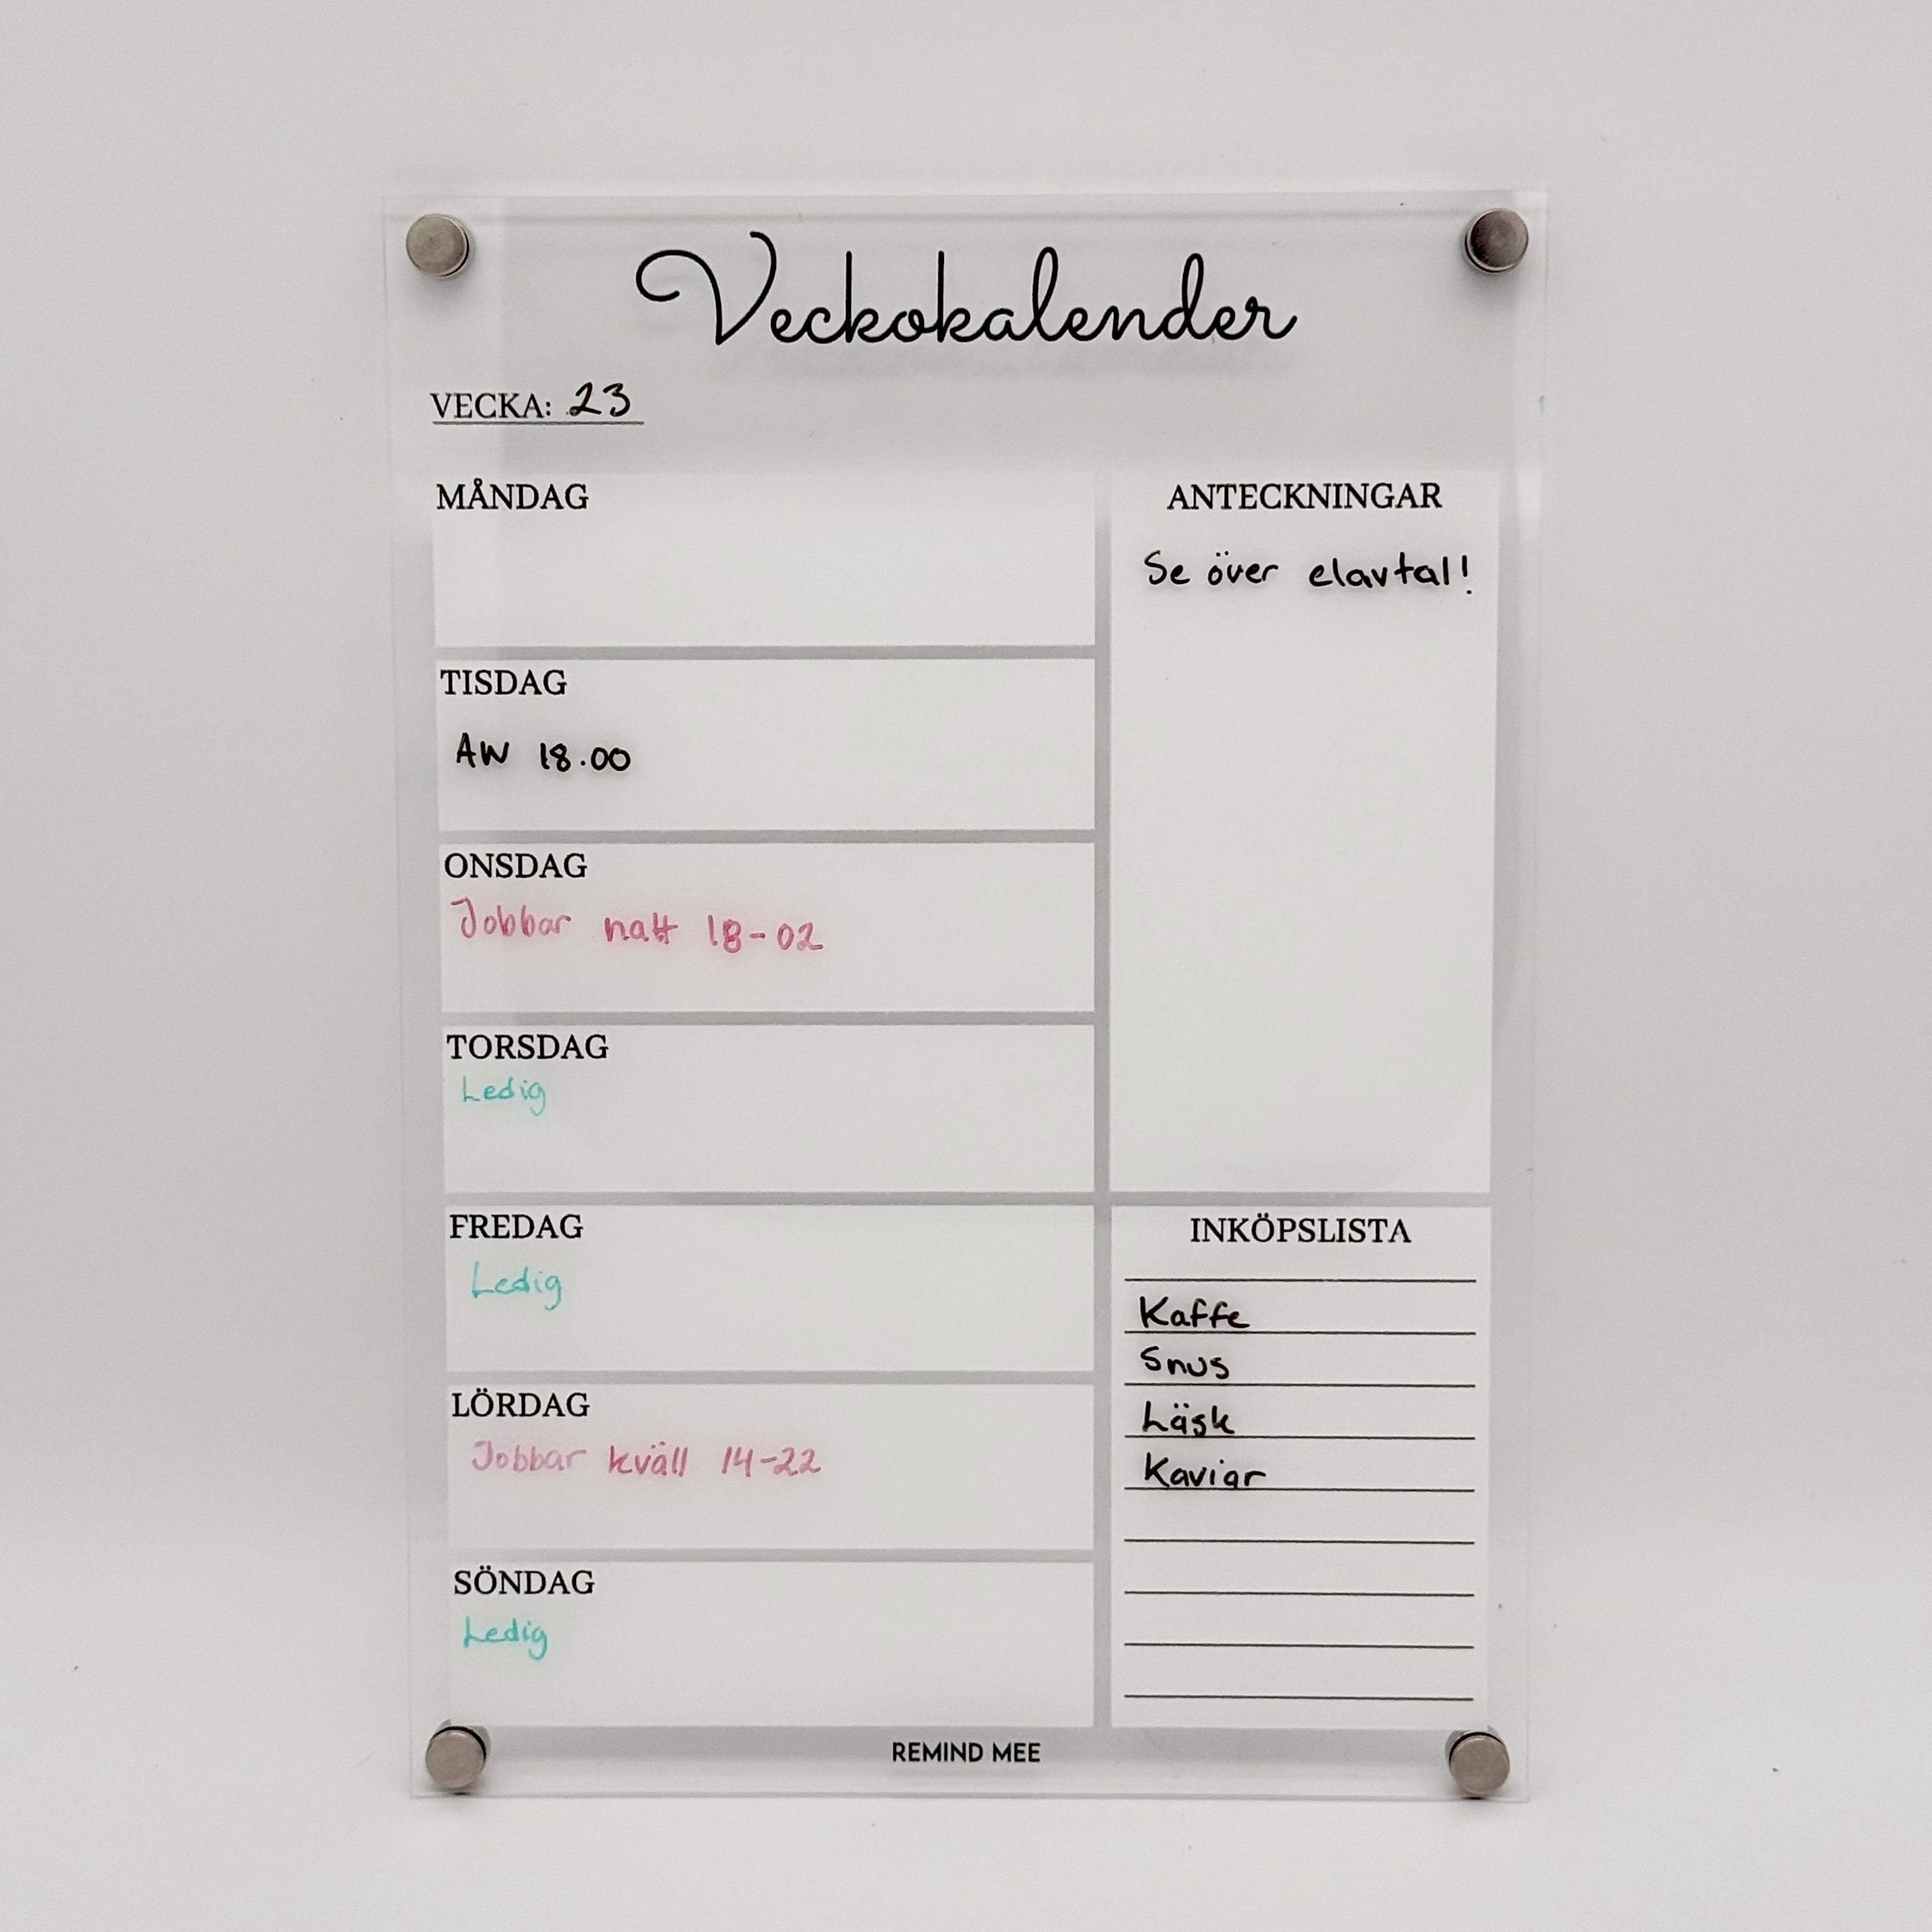 Veckokalender
VECKA: 23
MÅNDAG
TISDAG
AW 18.00
ONSDAG
Jobbar natt 18-02
TORSDAG
Ledig
FREDAG
Ledig
LÖRDAG
Jobbar kväll 14-22
SÖNDAG
Ledig
ANTECKNINGAR
Se över elavtal!
INKÖPSLISTA
Kaffe
Snus
Läsk
Kaviar
REMIND MEE